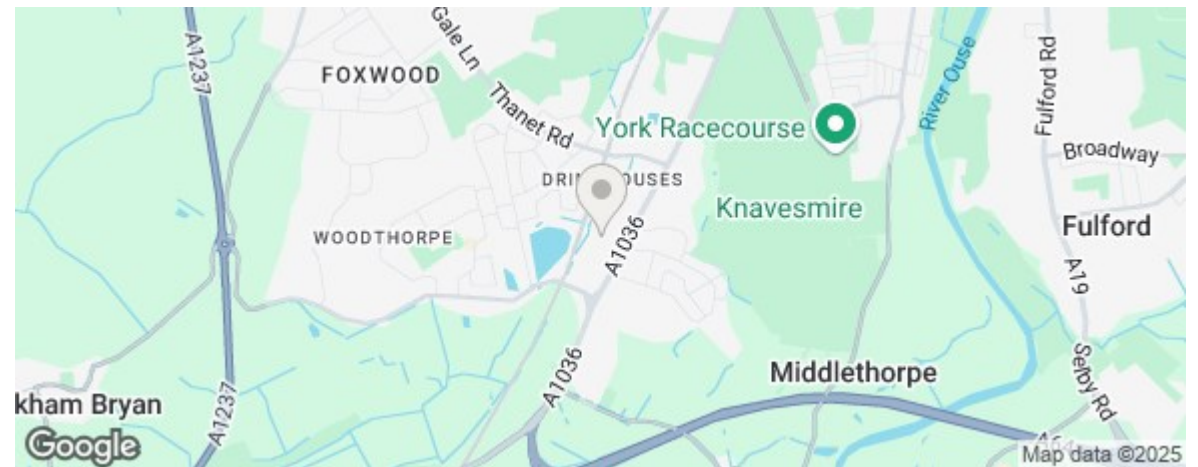 A1237
Gale Ln
FOXWOOD
Thanet Rd
York Racecourse
River Ouse
Fulford Rd
Broadway
Knavesmire
WOODTHORPE
A1036
Fulford
A19
A1036
Middlethorpe
Selby Rd
kham Bryan
A1237
Google
Map data ©2025